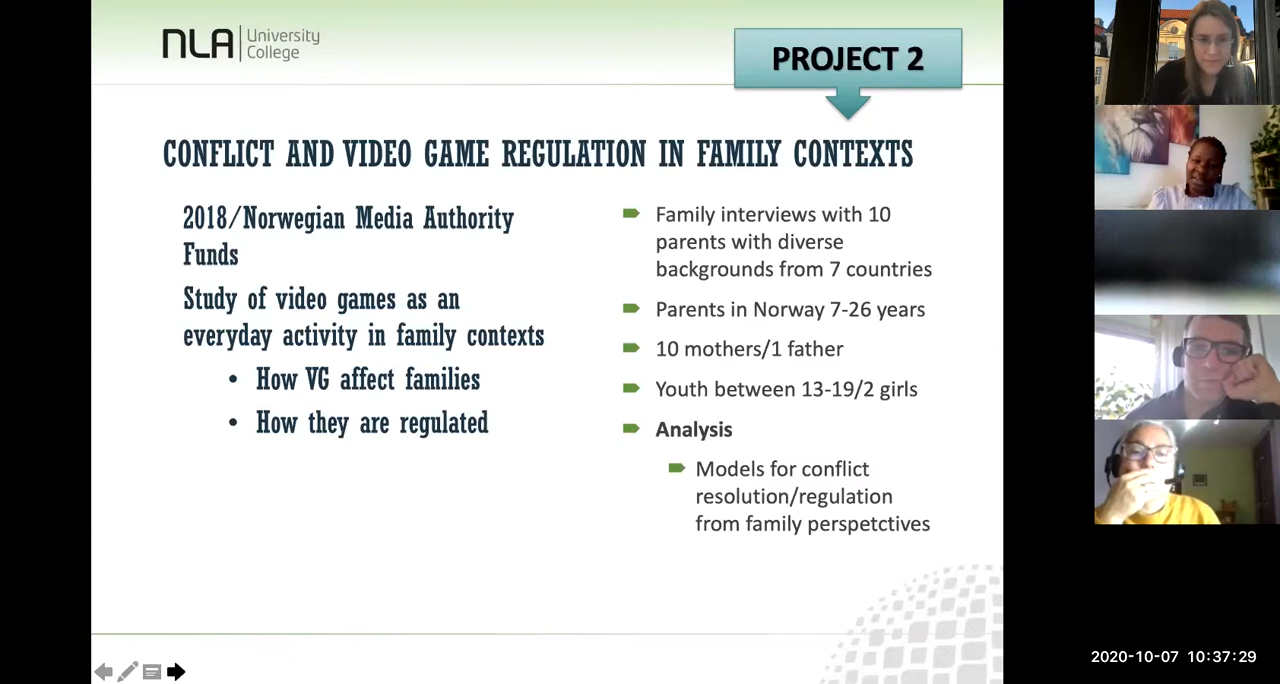 NLA University
College
PROJECT 2
CONFLICT AND VIDEO GAME REGULATION IN FAMILY CONTEXTS
2018/Norwegian Media Authority
Funds
Study of video games as an
everyday activity in family contexts
• How VG affect families
• How they are regulated
Family interviews with 10
parents with diverse
backgrounds from 7 countries
Parents in Norway 7-26 years
10 mothers/1 father
Youth between 13-19/2 girls
Analysis
Models for conflict
resolution/regulation
from family perspetctives
2020-10-07 10:37:29